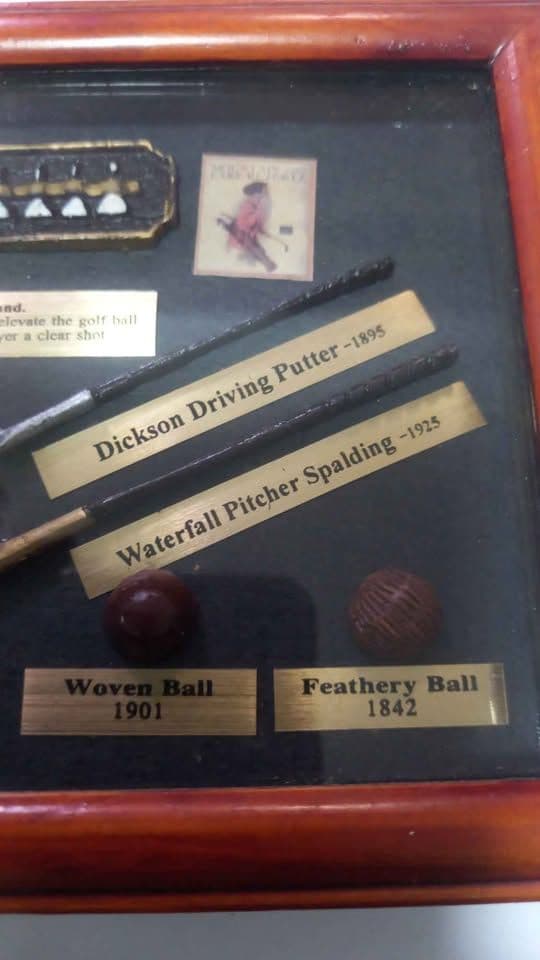 and.
elevate the golf ball
a clear shot
Dickson Driving Putter -1895
Waterfall Pitcher Spalding -1925
Woven Ball
1901
Feathery Ball
1842